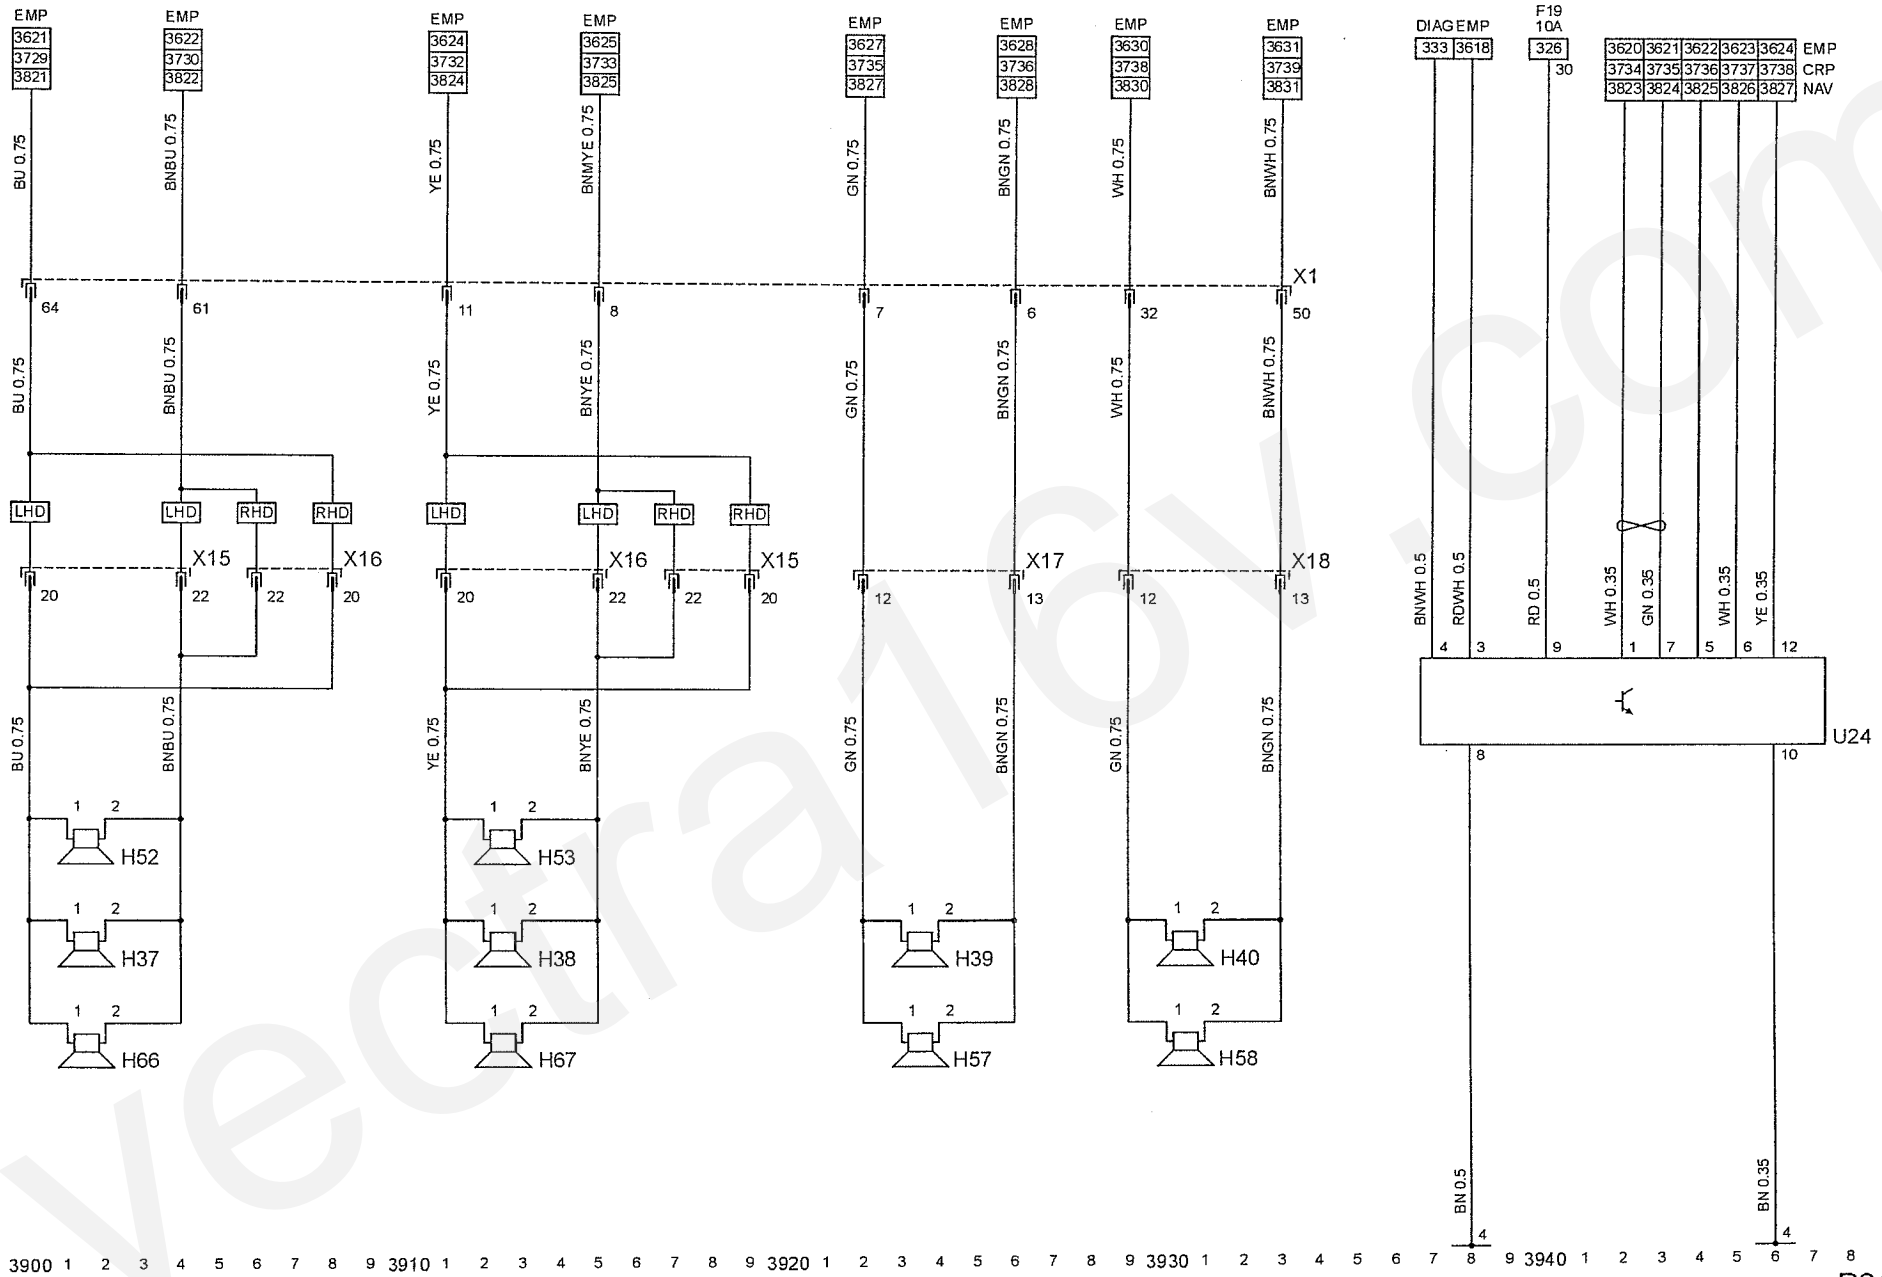 EMP EMP EMP EMP EMP EMP EMP EMP DIAG EMP F19 10A
3621 3622 3624 3625 3627 3628 3630 3631 333 3618 326 3620 3621 3622 3623 3624 EMP
3729 3730 3732 3733 3735 3736 3738 3739 30 3734 3735 3736 3737 3738 CRP
3821 3822 3824 3825 3827 3828 3830 3831 3823 3824 3825 3826 3827 NAV
BU 0.75 BNBU 0.75 YE 0.75 BNMYE 0.75 GN 0.75 BNGN 0.75 WH 0.75 BNWH 0.75
X1
64 61 11 8 7 6 32 50
BU 0.75 BNBU 0.75 YE 0.75 BNYE 0.75 GN 0.75 BNGN 0.75 WH 0.75 BNWH 0.75
LHD LHD RHD RHD LHD LHD RHD RHD
X15 X16 X16 X15 X17 X18
20 22 22 20 20 22 22 20 12 13 12 13
BNWH 0.5 RDWH 0.5 RD 0.5 WH 0.35 GN 0.35 WH 0.35 YE 0.35
4 3 9 1 7 5 6 12
BU 0.75 BNBU 0.75 YE 0.75 BNYE 0.75 GN 0.75 BNGN 0.75 GN 0.75 BNGN 0.75
U24
8 10
1 2 1 2
H52 H53
1 2 1 2 1 2 1 2
H37 H38 H39 H40
1 2 1 2 1 2 1 2
H66 H67 H57 H58
BN 0.5 BN 0.35
4 4
3900 1 2 3 4 5 6 7 8 9 3910 1 2 3 4 5 6 7 8 9 3920 1 2 3 4 5 6 7 8 9 3930 1 2 3 4 5 6 7 8 9 3940 1 2 3 4 5 6 7 8
vectra16v.com